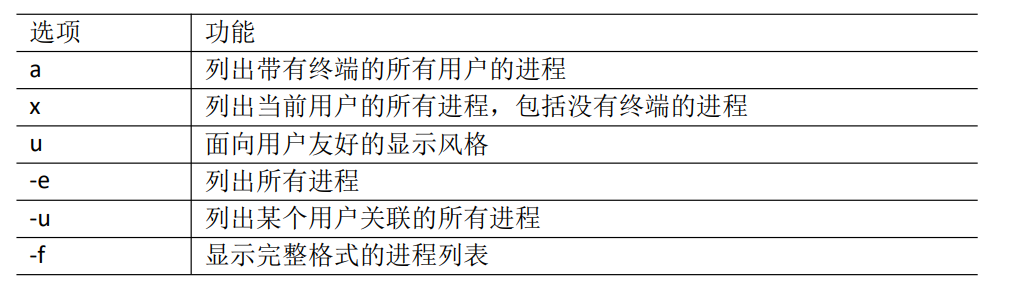 选项 功能
a 列出带有终端的所有用户的进程
x 列出当前用户的所有进程，包括没有终端的进程
u 面向用户友好的显示风格
-e 列出所有进程
-u 列出某个用户关联的所有进程
-f 显示完整格式的进程列表